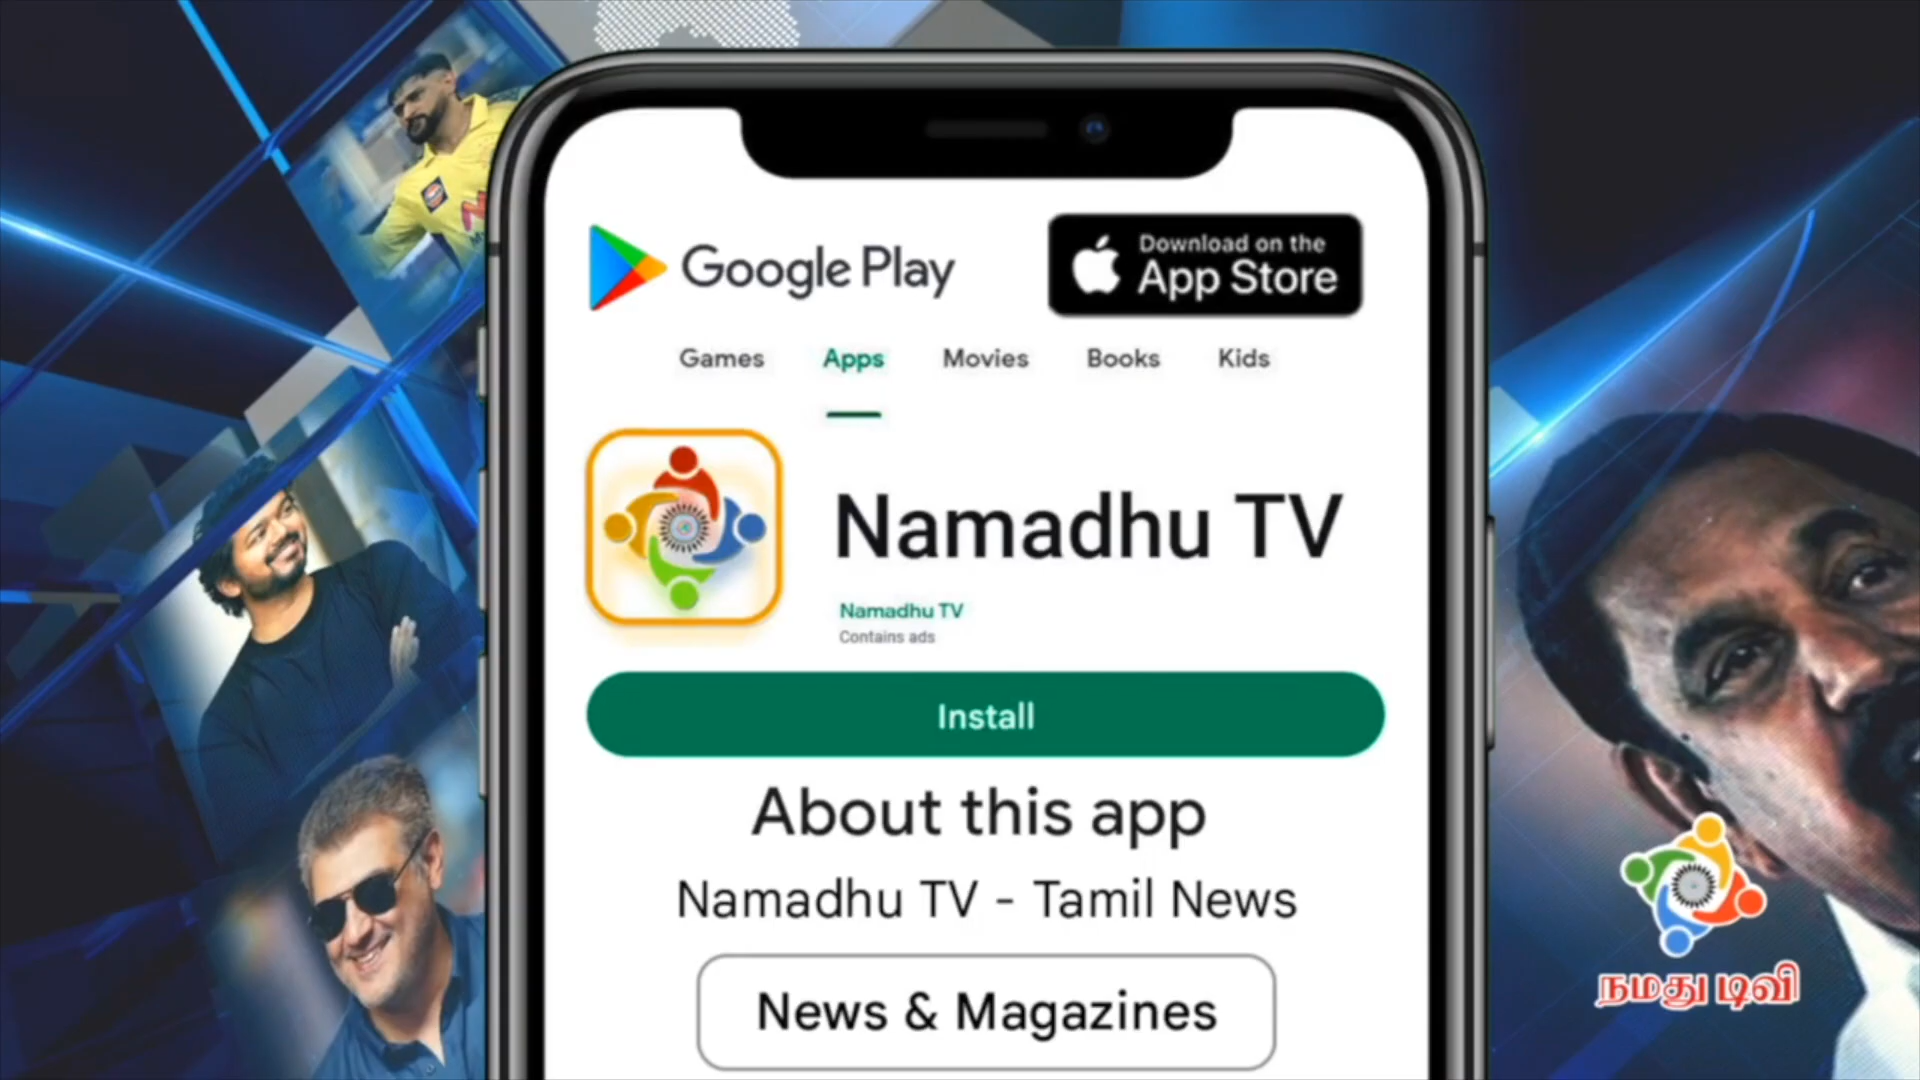 Google Play
Download on the
App Store
Games Apps Movies Books Kids
Namadhu TV
Namadhu TV
Contains ads
Install
About this app
Namadhu TV - Tamil News
News & Magazines
நமது டிவி